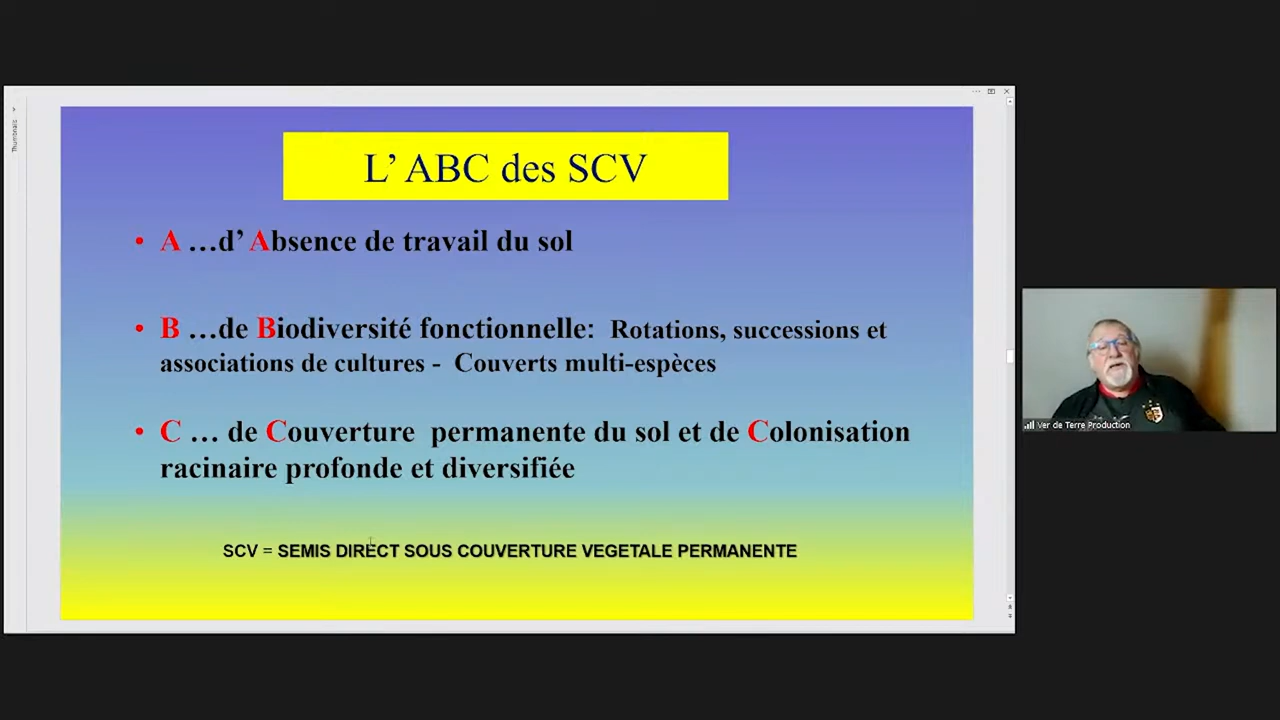 Thumbnails
L’ ABC des SCV
• A …d’ Absence de travail du sol
• B …de Biodiversité fonctionnelle: Rotations, successions et
associations de cultures - Couverts multi-espèces
• C … de Couverture permanente du sol et de Colonisation
racinaire profonde et diversifiée
SCV = SEMIS DIRECT SOUS COUVERTURE VEGETALE PERMANENTE
Ver de Terre Production